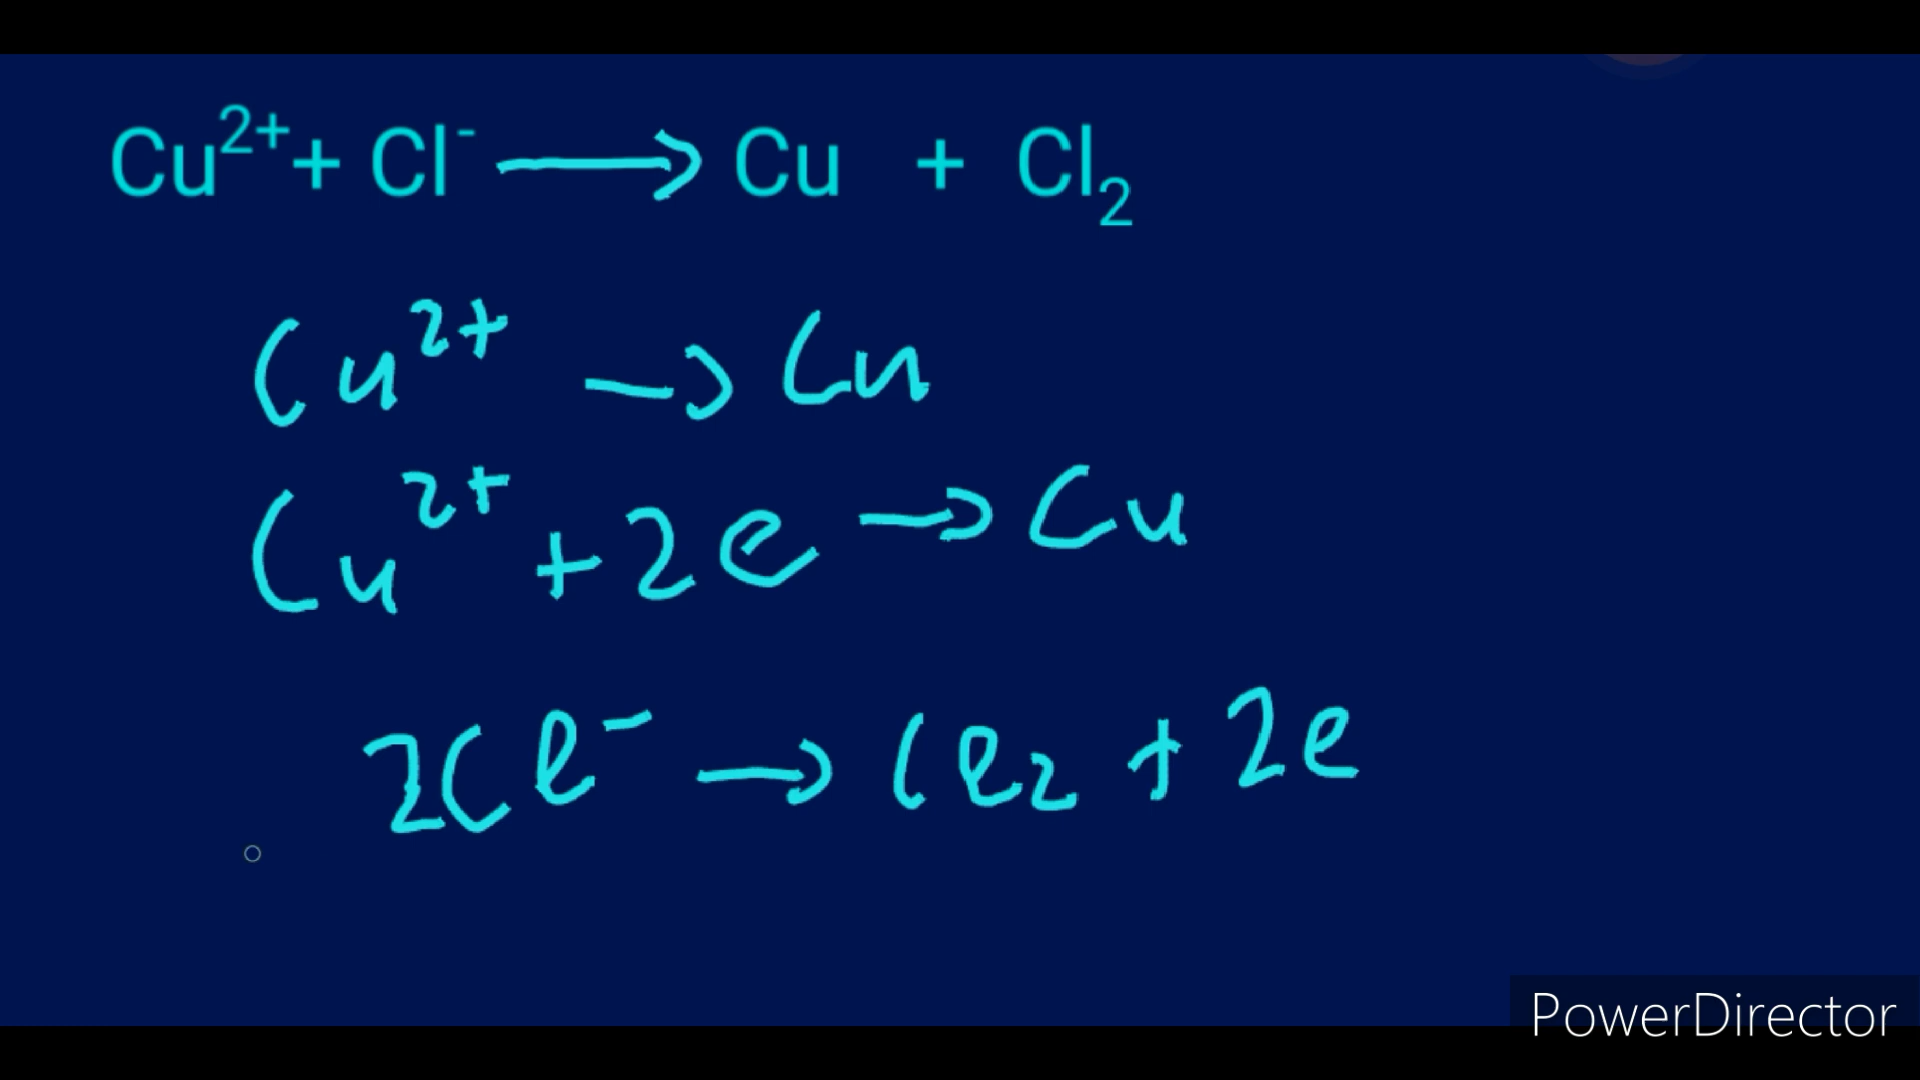 Cu²⁺ + Cl⁻ → Cu + Cl₂
Cu²⁺ → Cu
Cu²⁺ + 2e → Cu
2Cl⁻ → Cl₂ + 2e
PowerDirector